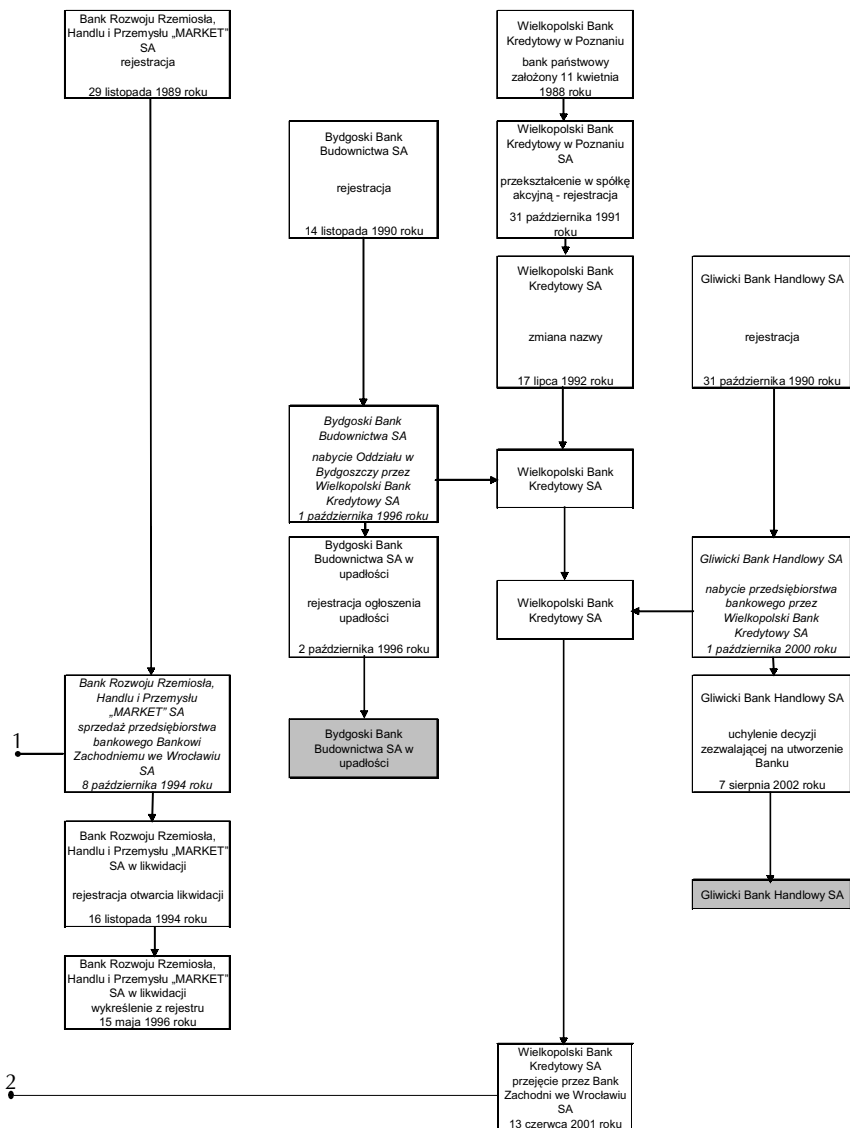 Bank Rozwoju Rzemiosła,
Handlu i Przemysłu „MARKET”
SA
rejestracja
29 listopada 1989 roku
Wielkopolski Bank
Kredytowy w Poznaniu
bank państwowy
założony 11 kwietnia
1988 roku
Bydgoski Bank
Budownictwa SA
rejestracja
14 listopada 1990 roku
Wielkopolski Bank
Kredytowy w Poznaniu
SA
przekształcenie w spółkę
akcyjną - rejestracja
31 października 1991
roku
Wielkopolski Bank
Kredytowy SA
zmiana nazwy
17 lipca 1992 roku
Gliwicki Bank Handlowy SA
rejestracja
31 października 1990 roku
Bydgoski Bank
Budownictwa SA
nabycie Oddziału w
Bydgoszczy przez
Wielkopolski Bank
Kredytowy SA
1 października 1996 roku
Wielkopolski Bank
Kredytowy SA
Bydgoski Bank
Budownictwa SA w
upadłości
rejestracja ogłoszenia
upadłości
2 października 1996 roku
Wielkopolski Bank
Kredytowy SA
Gliwicki Bank Handlowy SA
nabycie przedsiębiorstwa
bankowego przez
Wielkopolski Bank
Kredytowy SA
1 października 2000 roku
1
Bank Rozwoju Rzemiosła,
Handlu i Przemysłu
„MARKET” SA
sprzedaż przedsiębiorstwa
bankowego Bankowi
Zachodniemu we Wrocławiu
SA
8 października 1994 roku
Bydgoski Bank
Budownictwa SA w
upadłości
Gliwicki Bank Handlowy SA
uchylenie decyzji
zezwalającej na utworzenie
Banku
7 sierpnia 2002 roku
Bank Rozwoju Rzemiosła,
Handlu i Przemysłu „MARKET”
SA w likwidacji
rejestracja otwarcia likwidacji
16 listopada 1994 roku
Gliwicki Bank Handlowy SA
Bank Rozwoju Rzemiosła,
Handlu i Przemysłu „MARKET”
SA w likwidacji
wykreślenie z rejestru
15 maja 1996 roku
2
Wielkopolski Bank
Kredytowy SA
przejęcie przez Bank
Zachodni we Wrocławiu
SA
13 czerwca 2001 roku